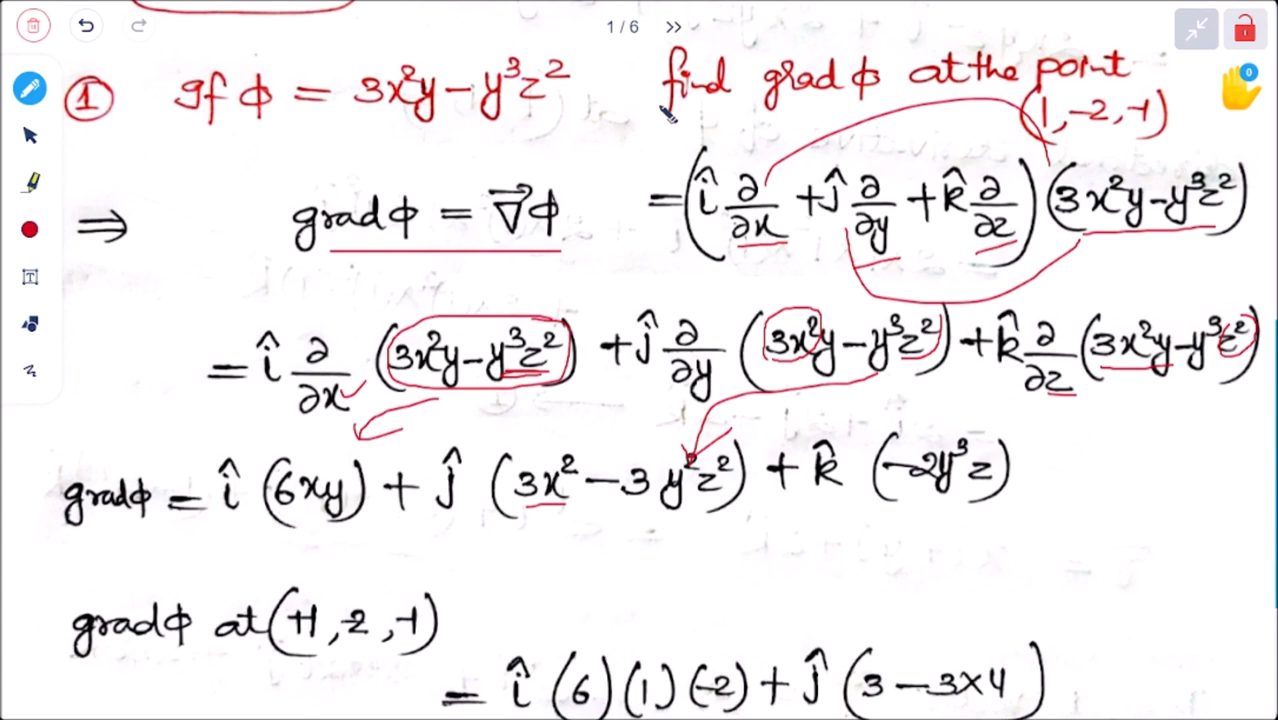 1 / 6 >>
① If φ = 3x²y − y³z² find grad φ at the point
(1, -2, -1)
⇒ grad φ = ∇⃗φ = (î ∂/∂x + ĵ ∂/∂y + k̂ ∂/∂z) (3x²y − y³z²)
= î ∂/∂x (3x²y − y³z²) + ĵ ∂/∂y (3x²y − y³z²) + k̂ ∂/∂z (3x²y − y³z²)
grad φ = î (6xy) + ĵ (3x² − 3y²z²) + k̂ (−2y³z)
grad φ at (+1, -2, -1)
= î (6)(1)(-2) + ĵ (3 − 3×4)